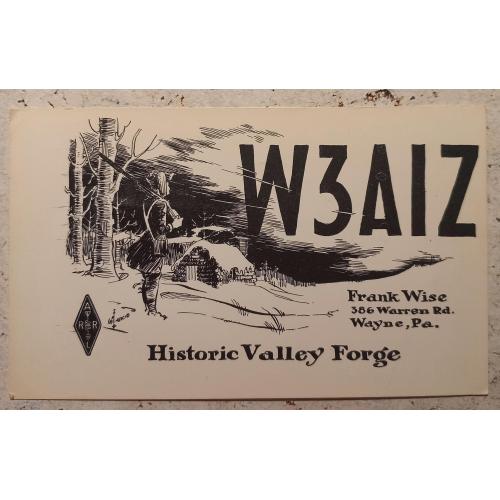 W3AIZ
Frank Wise
386 Warren Rd.
Wayne, Pa.
Historic Valley Forge
A
R R
L